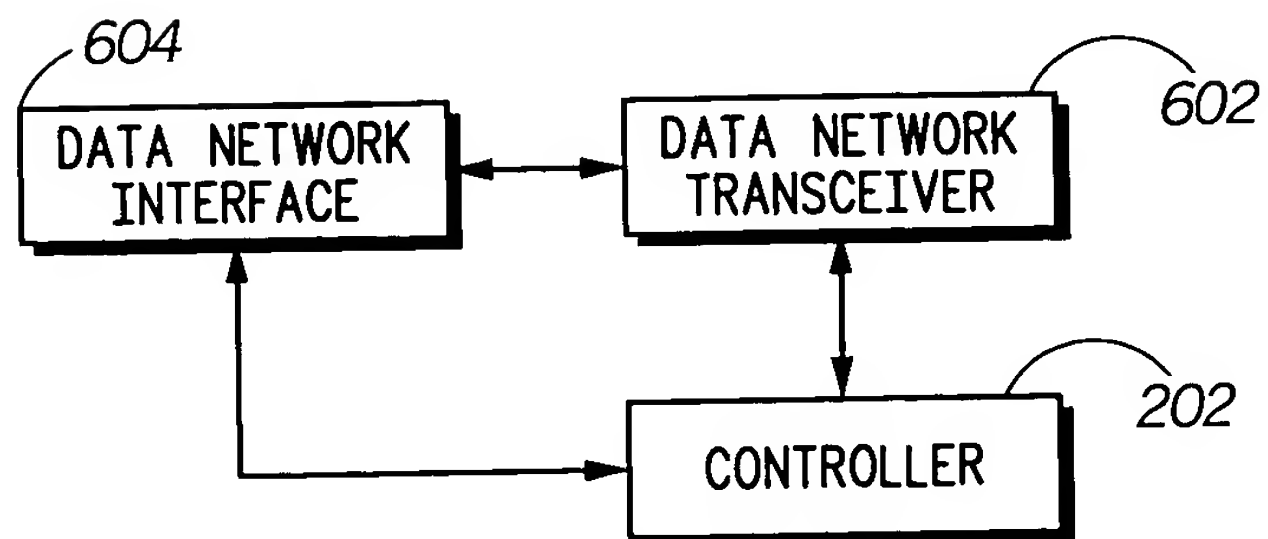 604
602
DATA NETWORK
INTERFACE
DATA NETWORK
TRANSCEIVER
202
CONTROLLER